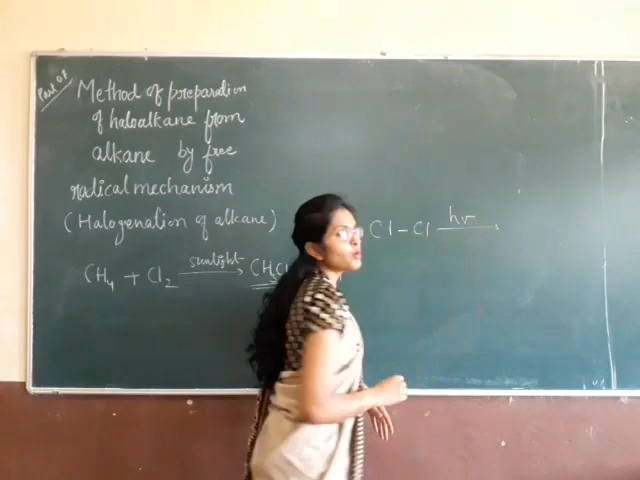 Part 01
Method of preparation
of haloalkane from
alkane by free
radical mechanism
(Halogenation of alkane)
CH₄ + Cl₂ sunlight→ CH₃Cl
Cl – Cl hν→